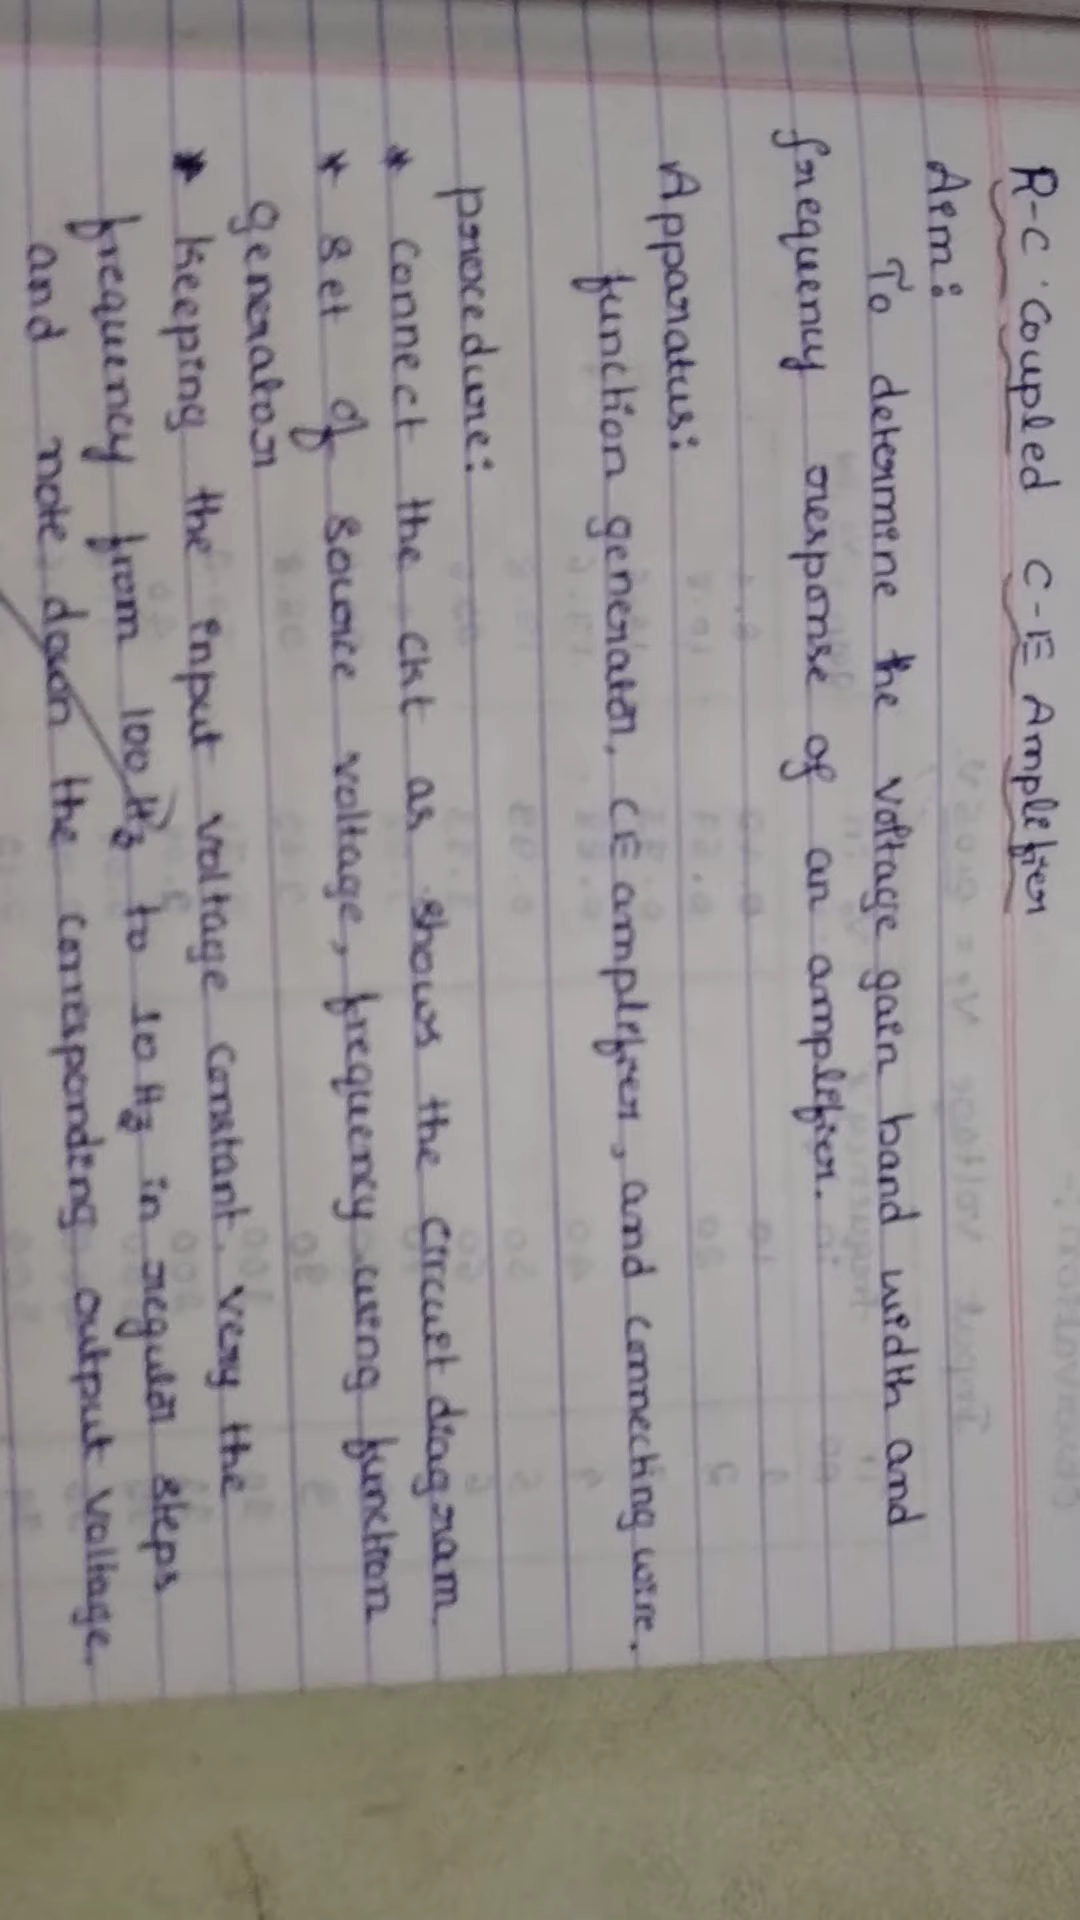 R-C Coupled C-E Amplifier
Aim:
To determine the voltage gain band width and
frequency response of an amplifier.
Apparatus:
function generator, CE amplifier, and connecting wire.
procedure:
* Connect the ckt as shows the circuit diagram.
* Set of source voltage, frequency using function
generator
* Keeping the input voltage constant. very the
frequency from 100 Hz to 10 Hz in regular steps
and note down the corresponding output voltage.